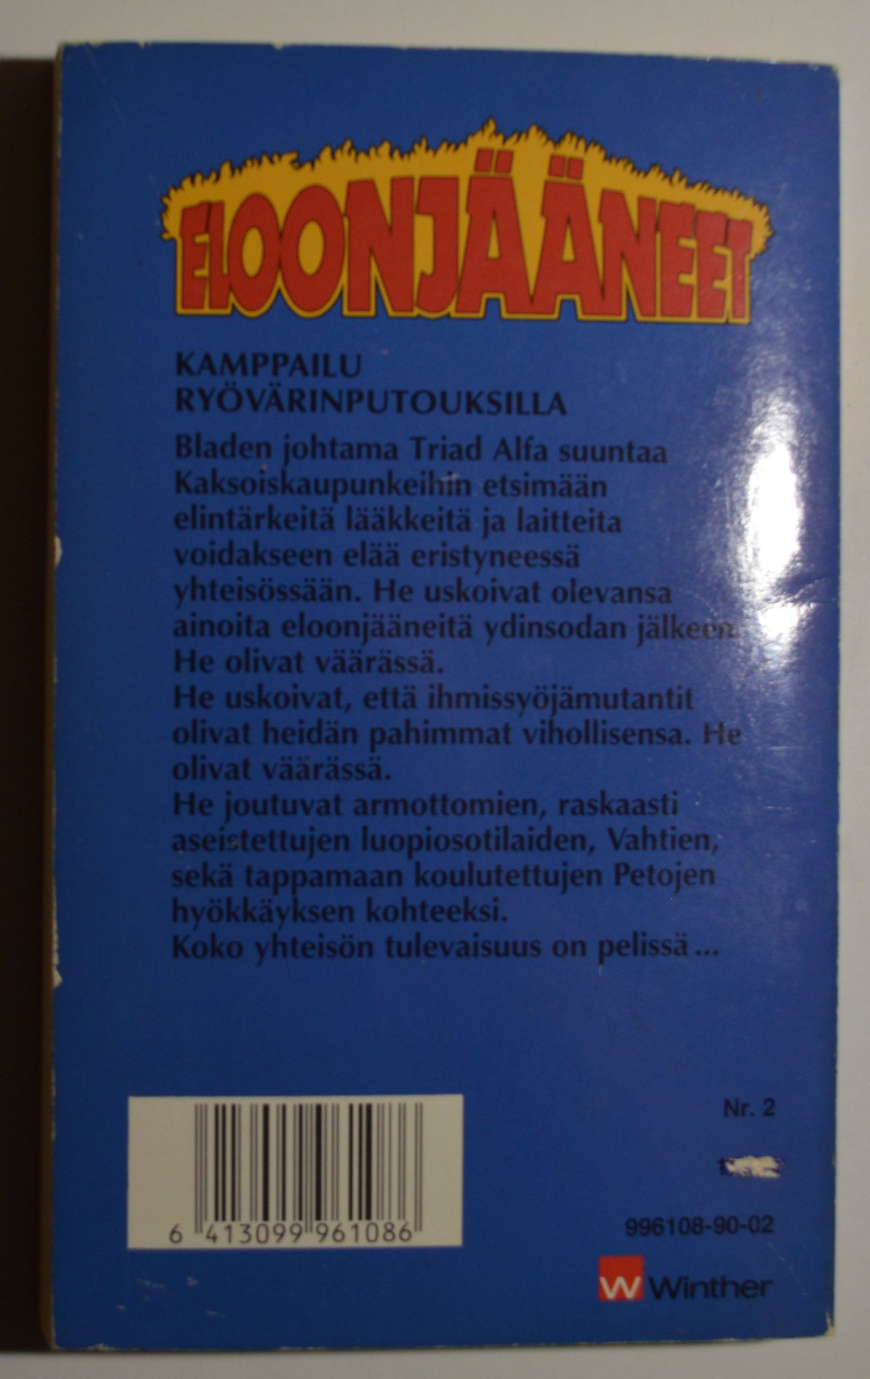 ELOONJÄÄNEET
KAMPPAILU
RYÖVÄRINPUTOUKSILLA
Bladen johtama Triad Alfa suuntaa
Kaksoiskaupunkeihin etsimään
elintärkeitä lääkkeitä ja laitteita
voidakseen elää eristyneessä
yhteisössään. He uskoivat olevansa
ainoita eloonjääneitä ydinsodan jälkeen.
He olivat väärässä.
He uskoivat, että ihmissyöjämutantit
olivat heidän pahimmat vihollisensa. He
olivat väärässä.
He joutuvat armottomien, raskaasti
aseistettujen luopiosotilaiden, Vahtien,
sekä tappamaan koulutettujen Petojen
hyökkäyksen kohteeksi.
Koko yhteisön tulevaisuus on pelissä ...
Nr. 2
6 413099 961086
996108-90-02
W Winther